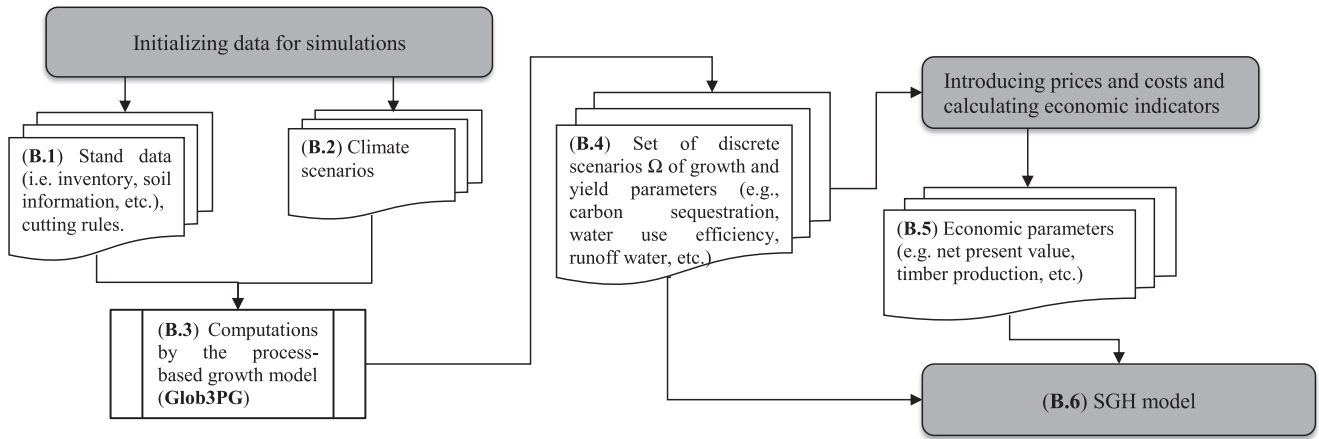 Initializing data for simulations
(B.1) Stand data
(i.e. inventory, soil
information, etc.),
cutting rules.
(B.2) Climate
scenarios
(B.3) Computations
by the process-
based growth model
(Glob3PG)
(B.4) Set of discrete
scenarios Ω of growth and
yield parameters (e.g.,
carbon sequestration,
water use efficiency,
runoff water, etc.)
Introducing prices and costs and
calculating economic indicators
(B.5) Economic parameters
(e.g. net present value,
timber production, etc.)
(B.6) SGH model